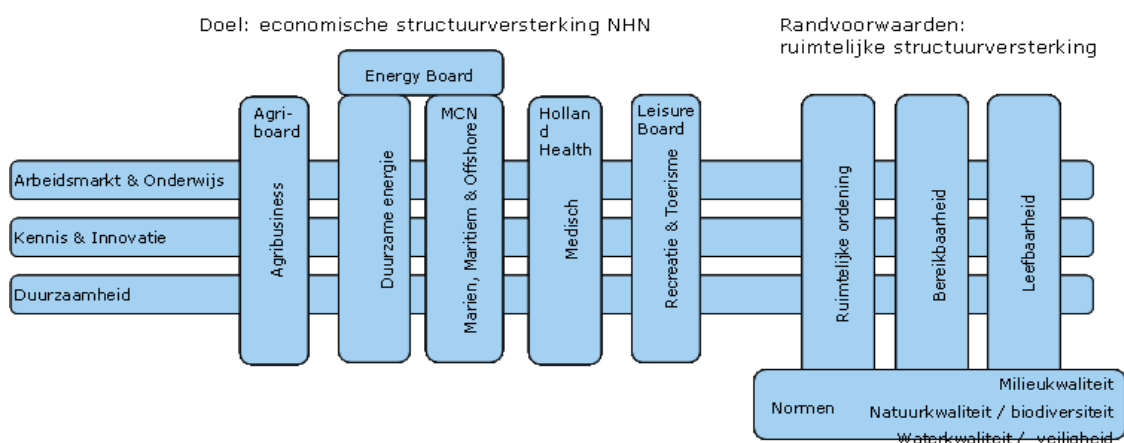 Doel: economische structuurversterking NHN
Randvoorwaarden:
ruimtelijke structuurversterking
Energy Board
Agri-
board
MCN
Hollan
d
Health
Leisure
Board
Arbeidsmarkt & Onderwijs
Kennis & Innovatie
Duurzaamheid
Agribusiness
Duurzame energie
Marien, Maritiem & Offshore
Medisch
Recreatie & Toerisme
Ruimtelijke ordening
Bereikbaarheid
Leefbaarheid
Normen
Milieukwaliteit
Natuurkwaliteit / biodiversiteit
Waterkwaliteit / veiligheid